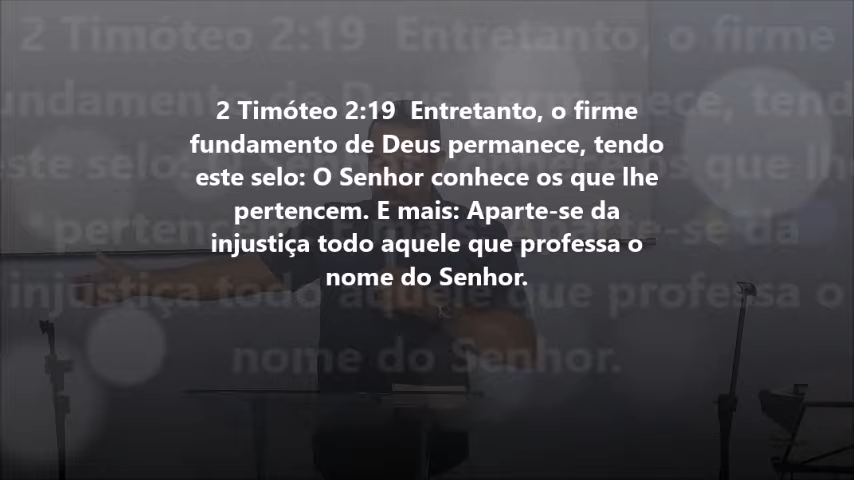 2 Timóteo 2:19  Entretanto, o firme
fundamento de Deus permanece, tendo
este selo: O Senhor conhece os que lhe
pertencem. E mais: Aparte-se da
injustiça todo aquele que professa o
nome do Senhor.